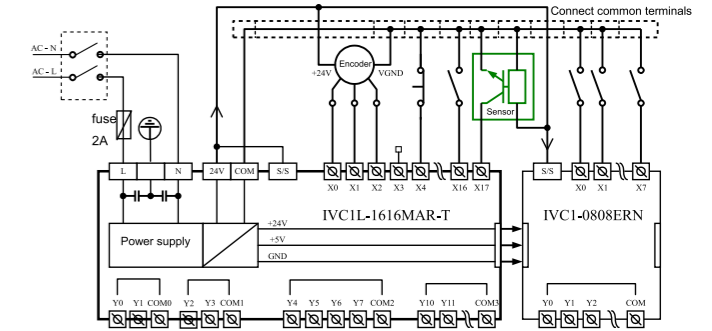 Connect common terminals
AC - N
AC - L
Encoder
+24V
VGND
Sensor
fuse
2A
L
N
24V
COM
S/S
X0
X1
X2
X3
X4
X16
X17
S/S
X0
X1
X7
IVC1L-1616MAR-T
IVC1-0808ERN
Power supply
+24V
+5V
GND
Y0
Y1
COM0
Y2
Y3
COM1
Y4
Y5
Y6
Y7
COM2
Y10
Y11
COM3
Y0
Y1
Y2
COM